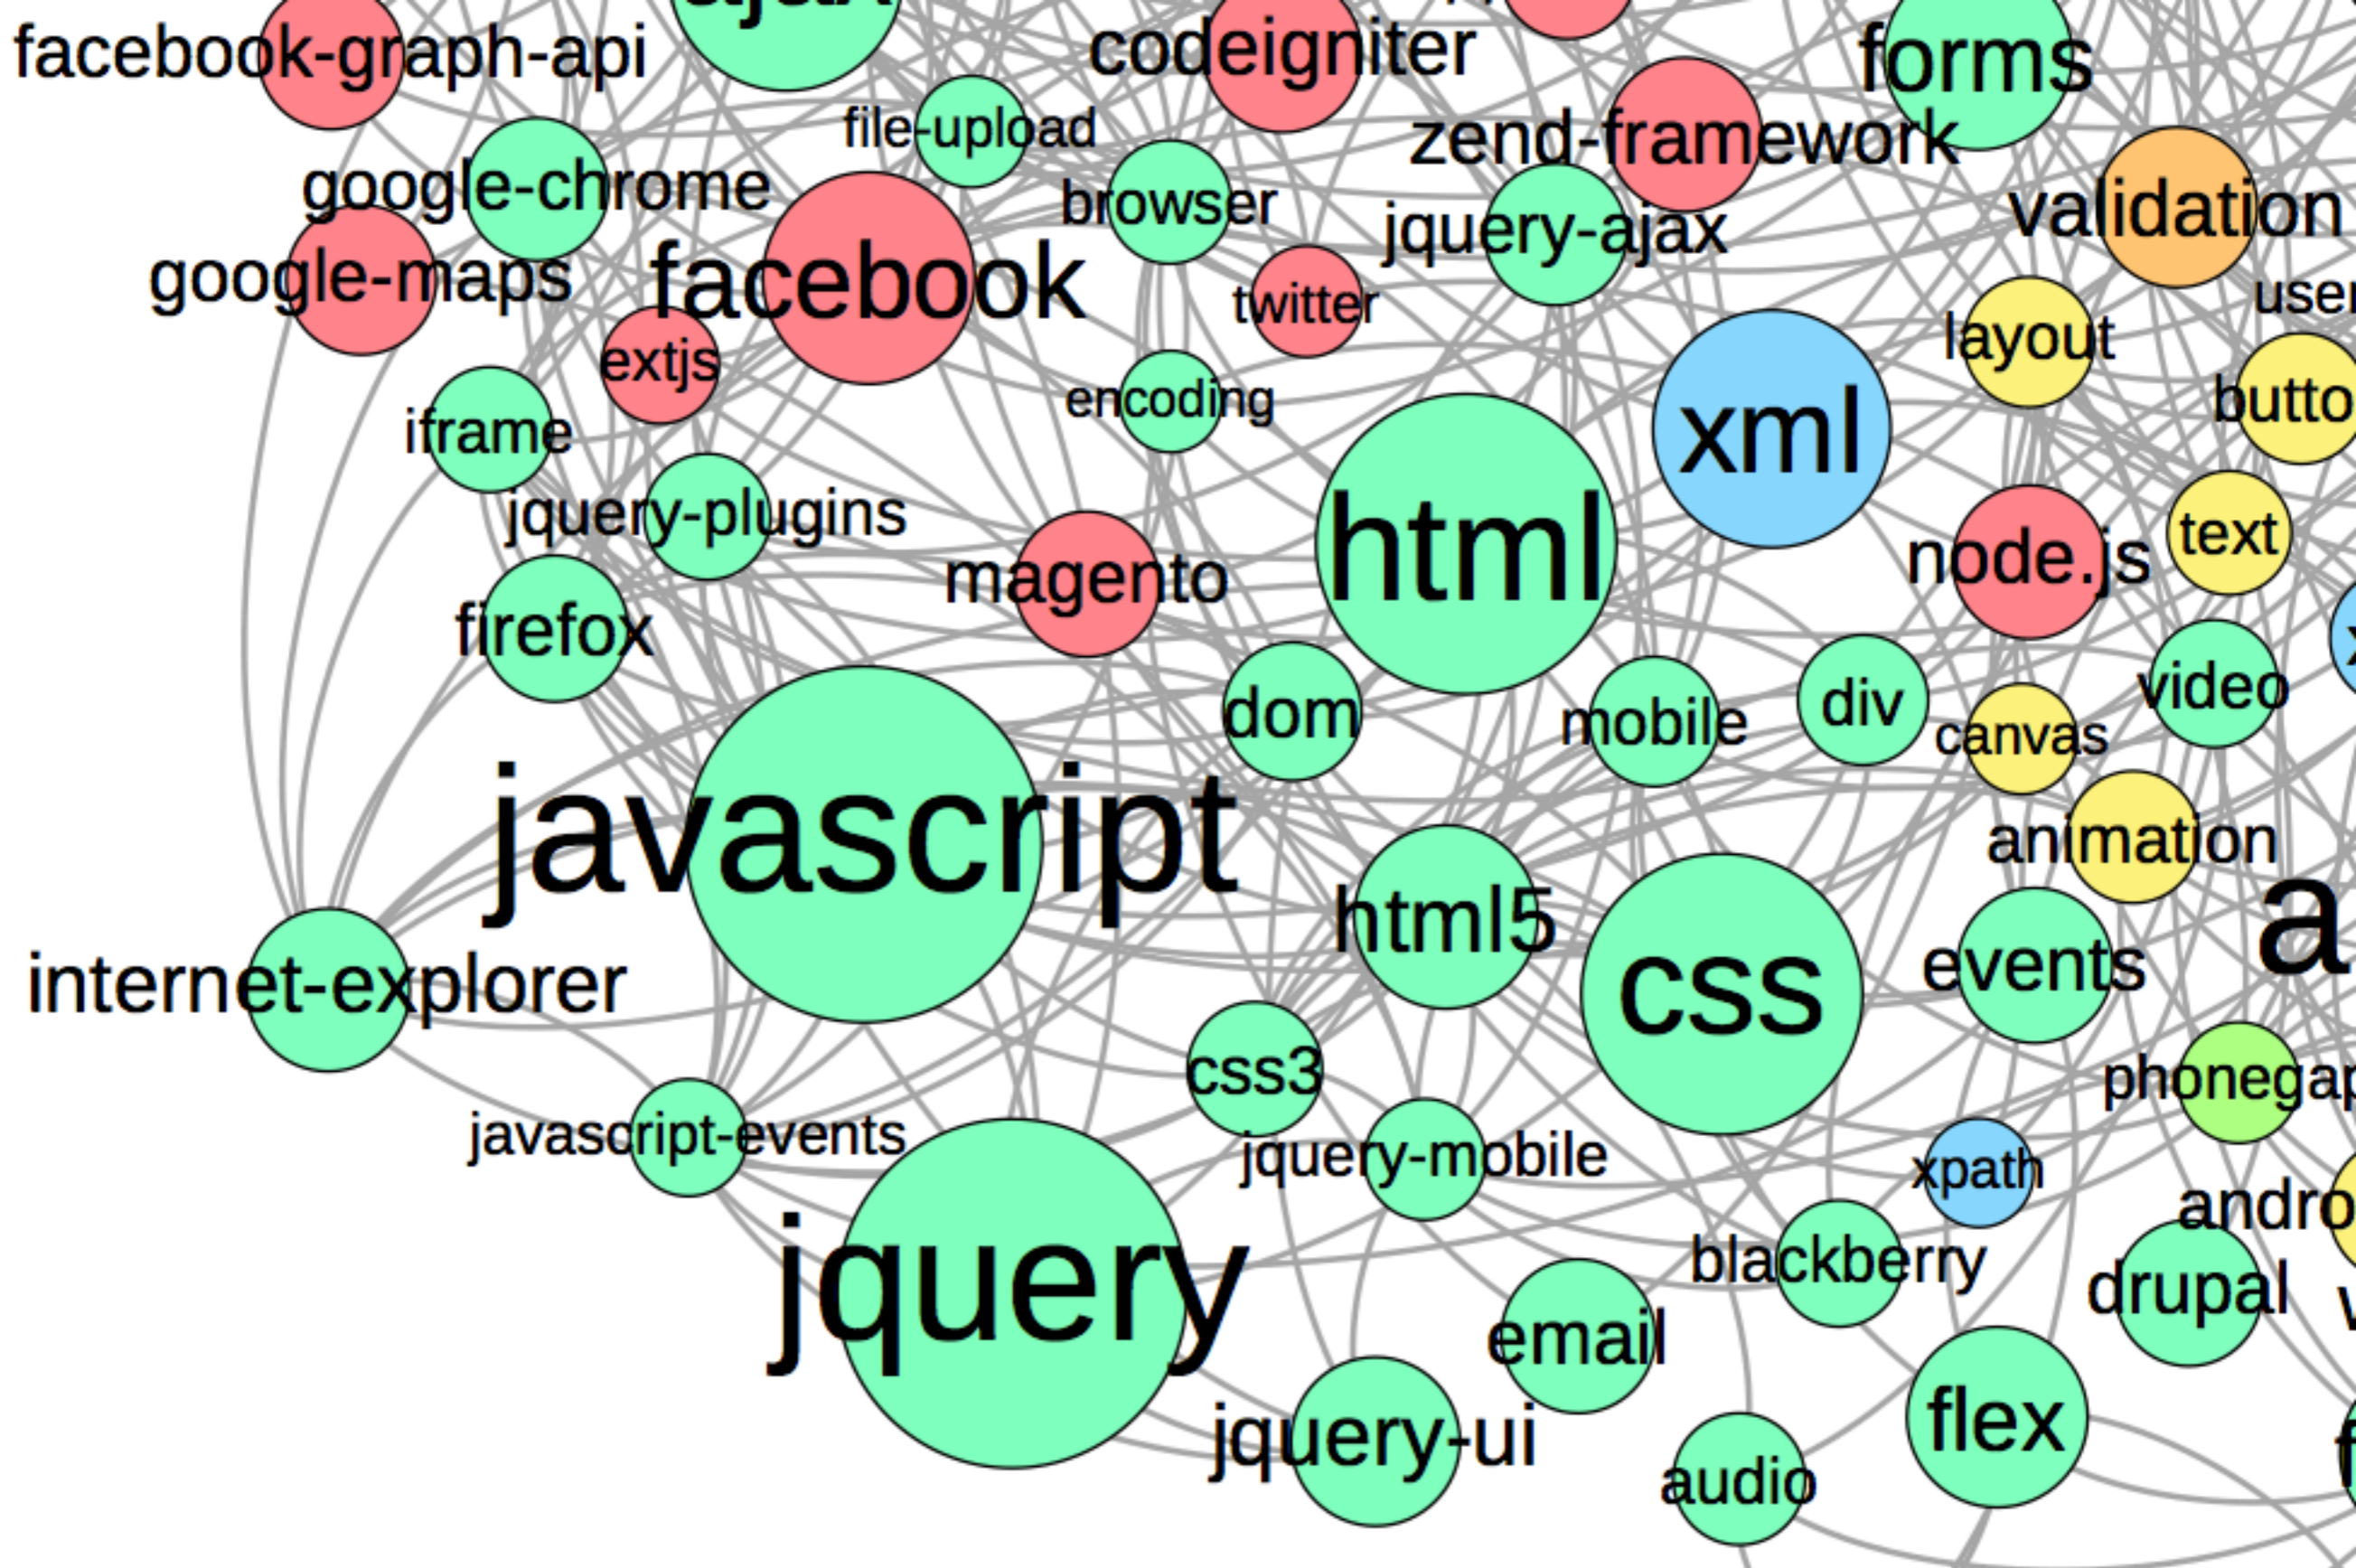 facebook-graph-api
codeigniter
forms
file-upload
zend-framework
google-chrome
browser
jquery-ajax
validation
google-maps
facebook
twitter
user
layout
extjs
encoding
butto
iframe
xml
jquery-plugins
html
text
magento
node.js
firefox
dom
mobile
div
canvas
video
javascript
animation
html5
a
internet-explorer
css
events
css3
phonegap
javascript-events
jquery-mobile
xpath
andro
blackberry
jquery
drupal
email
jquery-ui
flex
audio